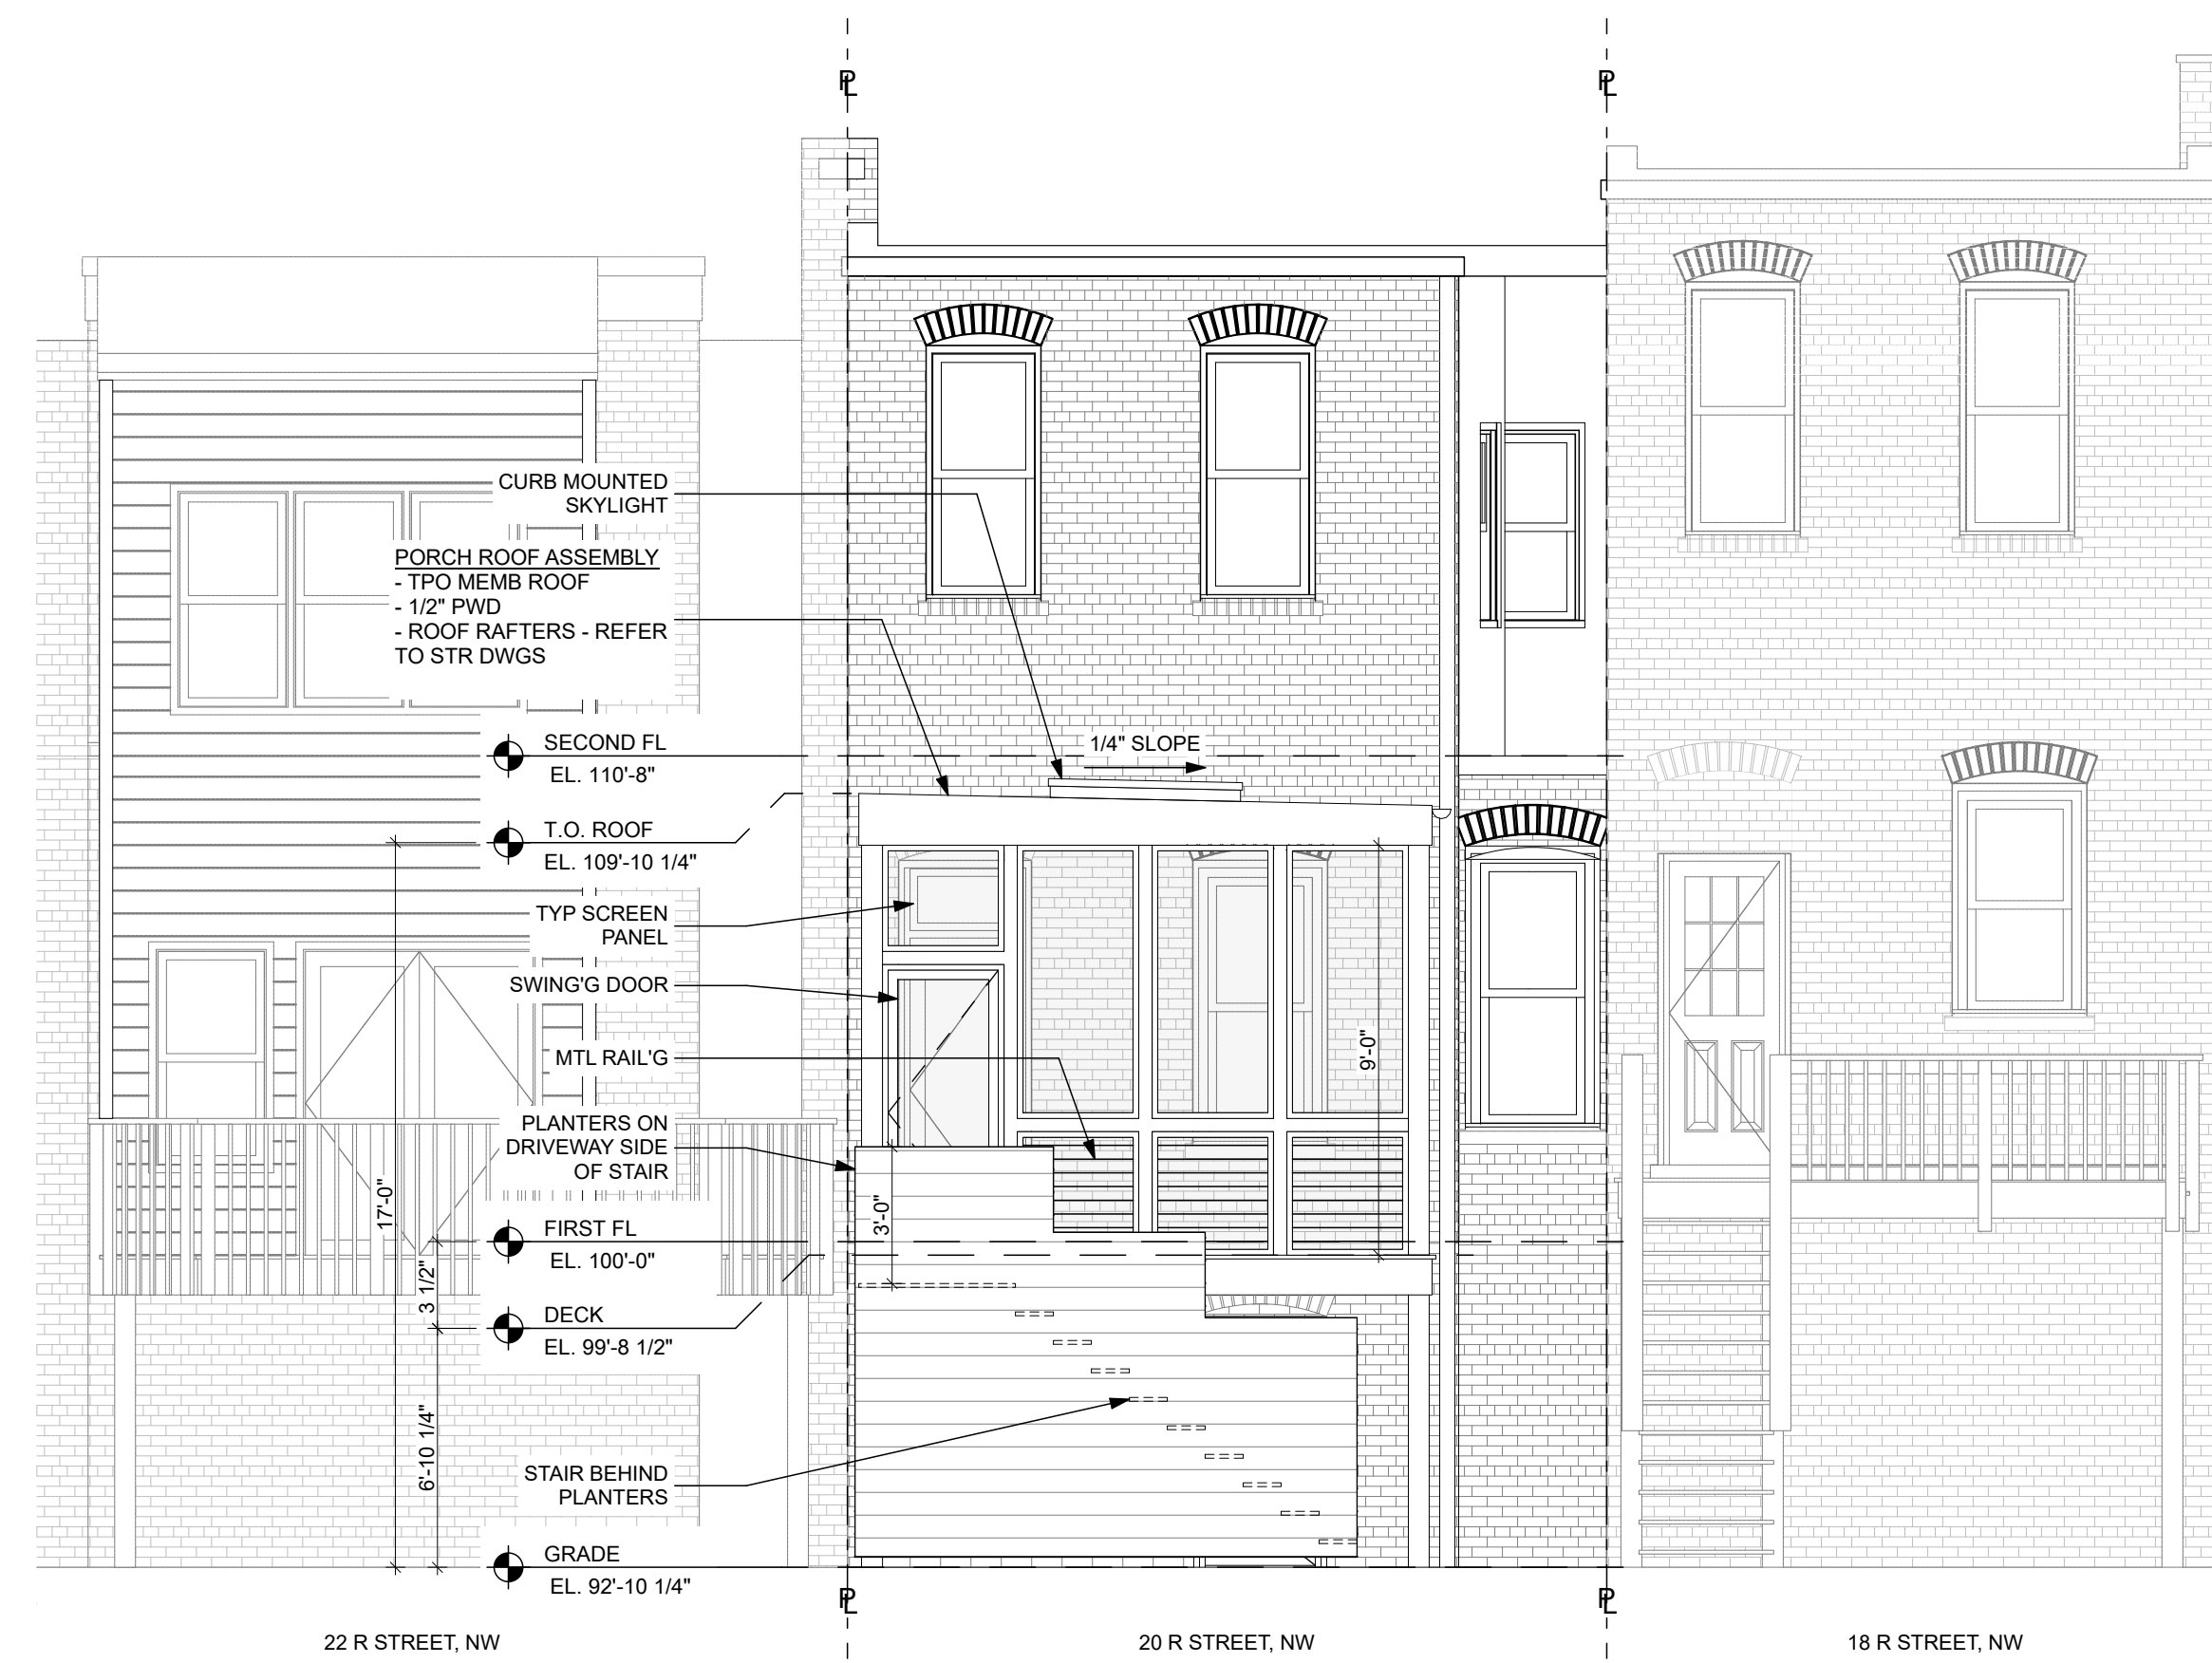 PL
PL
CURB MOUNTED
SKYLIGHT
PORCH ROOF ASSEMBLY
- TPO MEMB ROOF
- 1/2" PWD
- ROOF RAFTERS - REFER
TO STR DWGS
SECOND FL
EL. 110'-8"
1/4" SLOPE
T.O. ROOF
EL. 109'-10 1/4"
TYP SCREEN
PANEL
SWING'G DOOR
MTL RAIL'G
9'-0"
PLANTERS ON
DRIVEWAY SIDE
OF STAIR
17'-0"
3'-0"
FIRST FL
EL. 100'-0"
3 1/2"
DECK
EL. 99'-8 1/2"
6'-10 1/4"
STAIR BEHIND
PLANTERS
GRADE
EL. 92'-10 1/4"
PL
PL
22 R STREET, NW
20 R STREET, NW
18 R STREET, NW